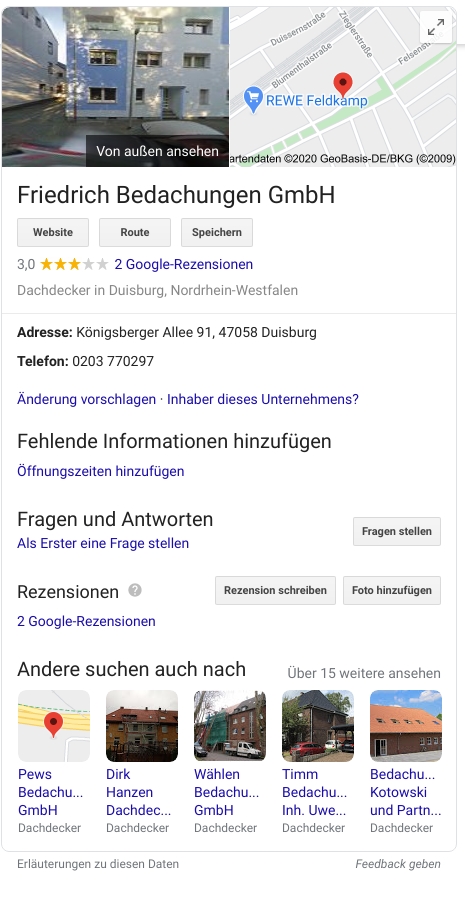 Duissernstraße
Zieglerstraße
Blumenthalstraße
Felsenst
REWE Feldkamp
Von außen ansehen
artendaten ©2020 GeoBasis-DE/BKG (©2009)
Friedrich Bedachungen GmbH
Website Route Speichern
3,0 2 Google-Rezensionen
Dachdecker in Duisburg, Nordrhein-Westfalen
Adresse: Königsberger Allee 91, 47058 Duisburg
Telefon: 0203 770297
Änderung vorschlagen · Inhaber dieses Unternehmens?
Fehlende Informationen hinzufügen
Öffnungszeiten hinzufügen
Fragen und Antworten
Fragen stellen
Als Erster eine Frage stellen
Rezensionen ? Rezension schreiben Foto hinzufügen
2 Google-Rezensionen
Andere suchen auch nach Über 15 weitere ansehen
Pews
Bedachu...
GmbH
Dachdecker
Dirk
Hanzen
Dachdec...
Dachdecker
Wählen
Bedachu...
GmbH
Dachdecker
Timm
Bedachu...
Inh. Uwe...
Dachdecker
Bedachu...
Kotowski
und Partn...
Dachdecker
Erläuterungen zu diesen Daten Feedback geben